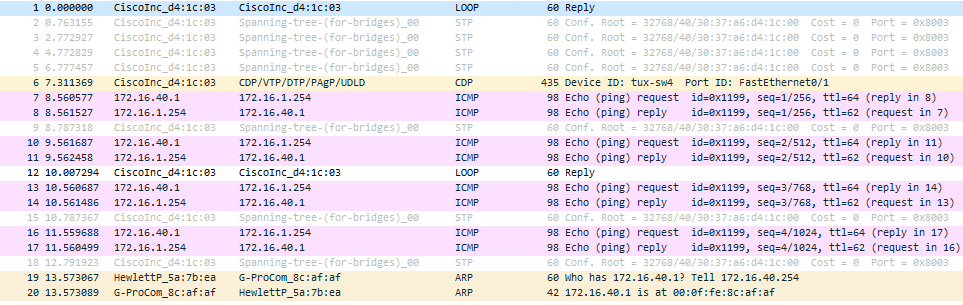 1 0.000000 CiscoInc_d4:1c:03 CiscoInc_d4:1c:03 LOOP 60 Reply
2 0.763155 CiscoInc_d4:1c:03 Spanning-tree-(for-bridges)_00 STP 60 Conf. Root = 32768/40/30:37:a6:d4:1c:00 Cost = 0 Port = 0x8003
3 2.772927 CiscoInc_d4:1c:03 Spanning-tree-(for-bridges)_00 STP 60 Conf. Root = 32768/40/30:37:a6:d4:1c:00 Cost = 0 Port = 0x8003
4 4.772829 CiscoInc_d4:1c:03 Spanning-tree-(for-bridges)_00 STP 60 Conf. Root = 32768/40/30:37:a6:d4:1c:00 Cost = 0 Port = 0x8003
5 6.777457 CiscoInc_d4:1c:03 Spanning-tree-(for-bridges)_00 STP 60 Conf. Root = 32768/40/30:37:a6:d4:1c:00 Cost = 0 Port = 0x8003
6 7.311369 CiscoInc_d4:1c:03 CDP/VTP/DTP/PAgP/UDLD CDP 435 Device ID: tux-sw4 Port ID: FastEthernet0/1
7 8.560577 172.16.40.1 172.16.1.254 ICMP 98 Echo (ping) request id=0x1199, seq=1/256, ttl=64 (reply in 8)
8 8.561527 172.16.1.254 172.16.40.1 ICMP 98 Echo (ping) reply id=0x1199, seq=1/256, ttl=62 (request in 7)
9 8.787318 CiscoInc_d4:1c:03 Spanning-tree-(for-bridges)_00 STP 60 Conf. Root = 32768/40/30:37:a6:d4:1c:00 Cost = 0 Port = 0x8003
10 9.561687 172.16.40.1 172.16.1.254 ICMP 98 Echo (ping) request id=0x1199, seq=2/512, ttl=64 (reply in 11)
11 9.562458 172.16.1.254 172.16.40.1 ICMP 98 Echo (ping) reply id=0x1199, seq=2/512, ttl=62 (request in 10)
12 10.007294 CiscoInc_d4:1c:03 CiscoInc_d4:1c:03 LOOP 60 Reply
13 10.560687 172.16.40.1 172.16.1.254 ICMP 98 Echo (ping) request id=0x1199, seq=3/768, ttl=64 (reply in 14)
14 10.561486 172.16.1.254 172.16.40.1 ICMP 98 Echo (ping) reply id=0x1199, seq=3/768, ttl=62 (request in 13)
15 10.787367 CiscoInc_d4:1c:03 Spanning-tree-(for-bridges)_00 STP 60 Conf. Root = 32768/40/30:37:a6:d4:1c:00 Cost = 0 Port = 0x8003
16 11.559688 172.16.40.1 172.16.1.254 ICMP 98 Echo (ping) request id=0x1199, seq=4/1024, ttl=64 (reply in 17)
17 11.560499 172.16.1.254 172.16.40.1 ICMP 98 Echo (ping) reply id=0x1199, seq=4/1024, ttl=62 (request in 16)
18 12.791923 CiscoInc_d4:1c:03 Spanning-tree-(for-bridges)_00 STP 60 Conf. Root = 32768/40/30:37:a6:d4:1c:00 Cost = 0 Port = 0x8003
19 13.573067 HewlettP_5a:7b:ea G-ProCom_8c:af:af ARP 60 Who has 172.16.40.1? Tell 172.16.40.254
20 13.573089 G-ProCom_8c:af:af HewlettP_5a:7b:ea ARP 42 172.16.40.1 is at 00:0f:fe:8c:af:af